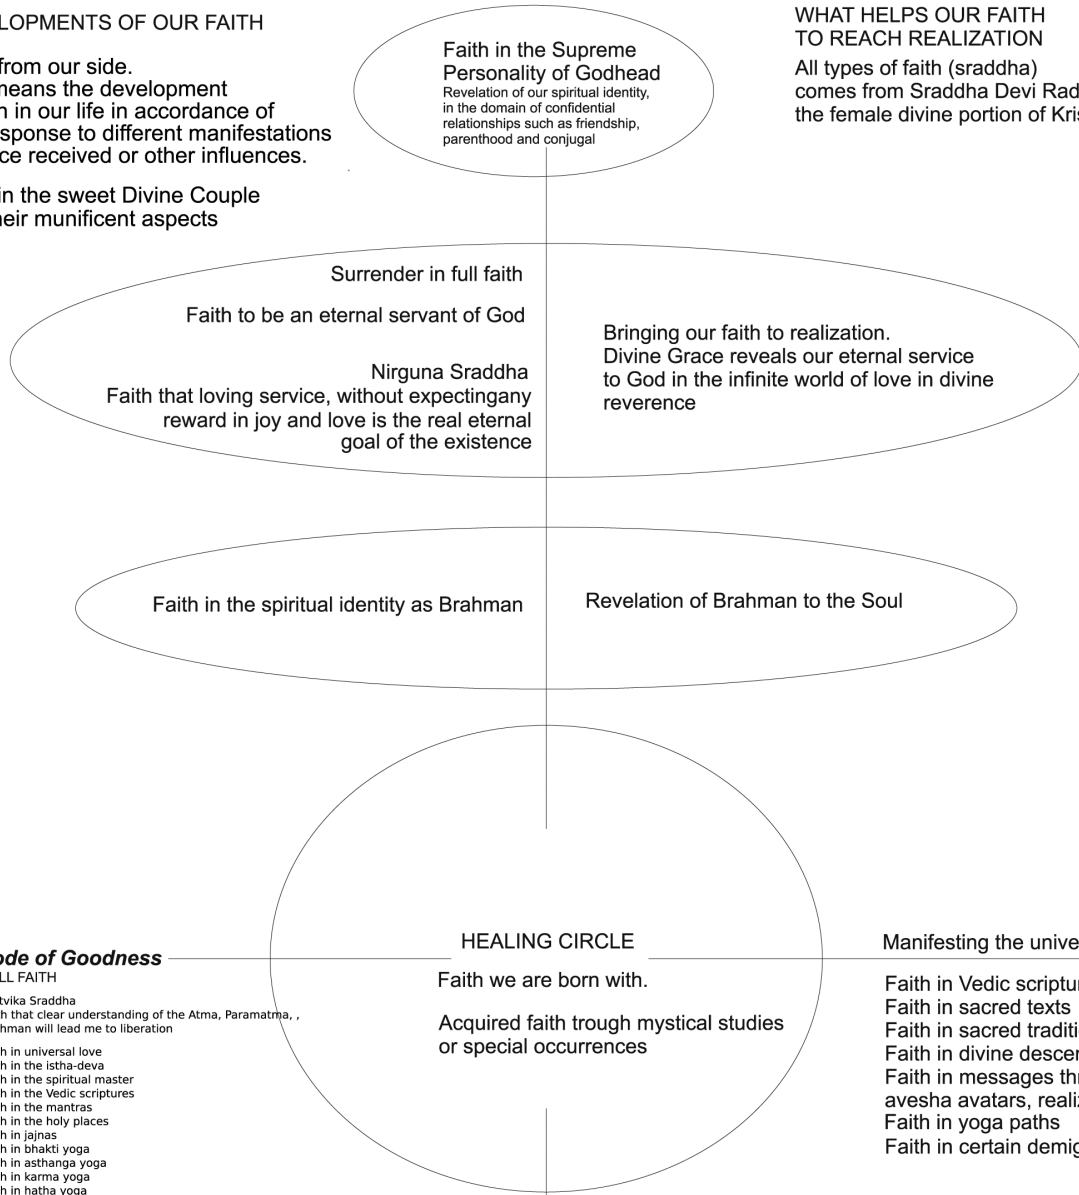 LOPMENTS OF OUR FAITH
from our side.
means the development
n in our life in accordance of
sponse to different manifestations
ce received or other influences.
in the sweet Divine Couple
heir munificent aspects
Faith in the Supreme
Personality of Godhead
Revelation of our spiritual identity,
in the domain of confidential
relationships such as friendship,
parenthood and conjugal
WHAT HELPS OUR FAITH
TO REACH REALIZATION
All types of faith (sraddha)
comes from Sraddha Devi Rad
the female divine portion of Kris
Surrender in full faith
Faith to be an eternal servant of God
Nirguna Sraddha
Faith that loving service, without expectingany
reward in joy and love is the real eternal
goal of the existence
Bringing our faith to realization.
Divine Grace reveals our eternal service
to God in the infinite world of love in divine
reverence
Faith in the spiritual identity as Brahman
Revelation of Brahman to the Soul
HEALING CIRCLE
Faith we are born with.
Acquired faith trough mystical studies
or special occurrences
ode of Goodness
LL FAITH
tvika Sraddha
h that clear understanding of the Atma, Paramatma, ,
hman will lead me to liberation
h in universal love
h in the istha-deva
h in the spiritual master
h in the Vedic scriptures
h in the mantras
h in the holy places
h in jajnas
h in bhakti yoga
h in asthanga yoga
h in karma yoga
h in hatha yoga
Manifesting the unive
Faith in Vedic scriptu
Faith in sacred texts
Faith in sacred traditi
Faith in divine descen
Faith in messages thr
avesha avatars, realiz
Faith in yoga paths
Faith in certain demig